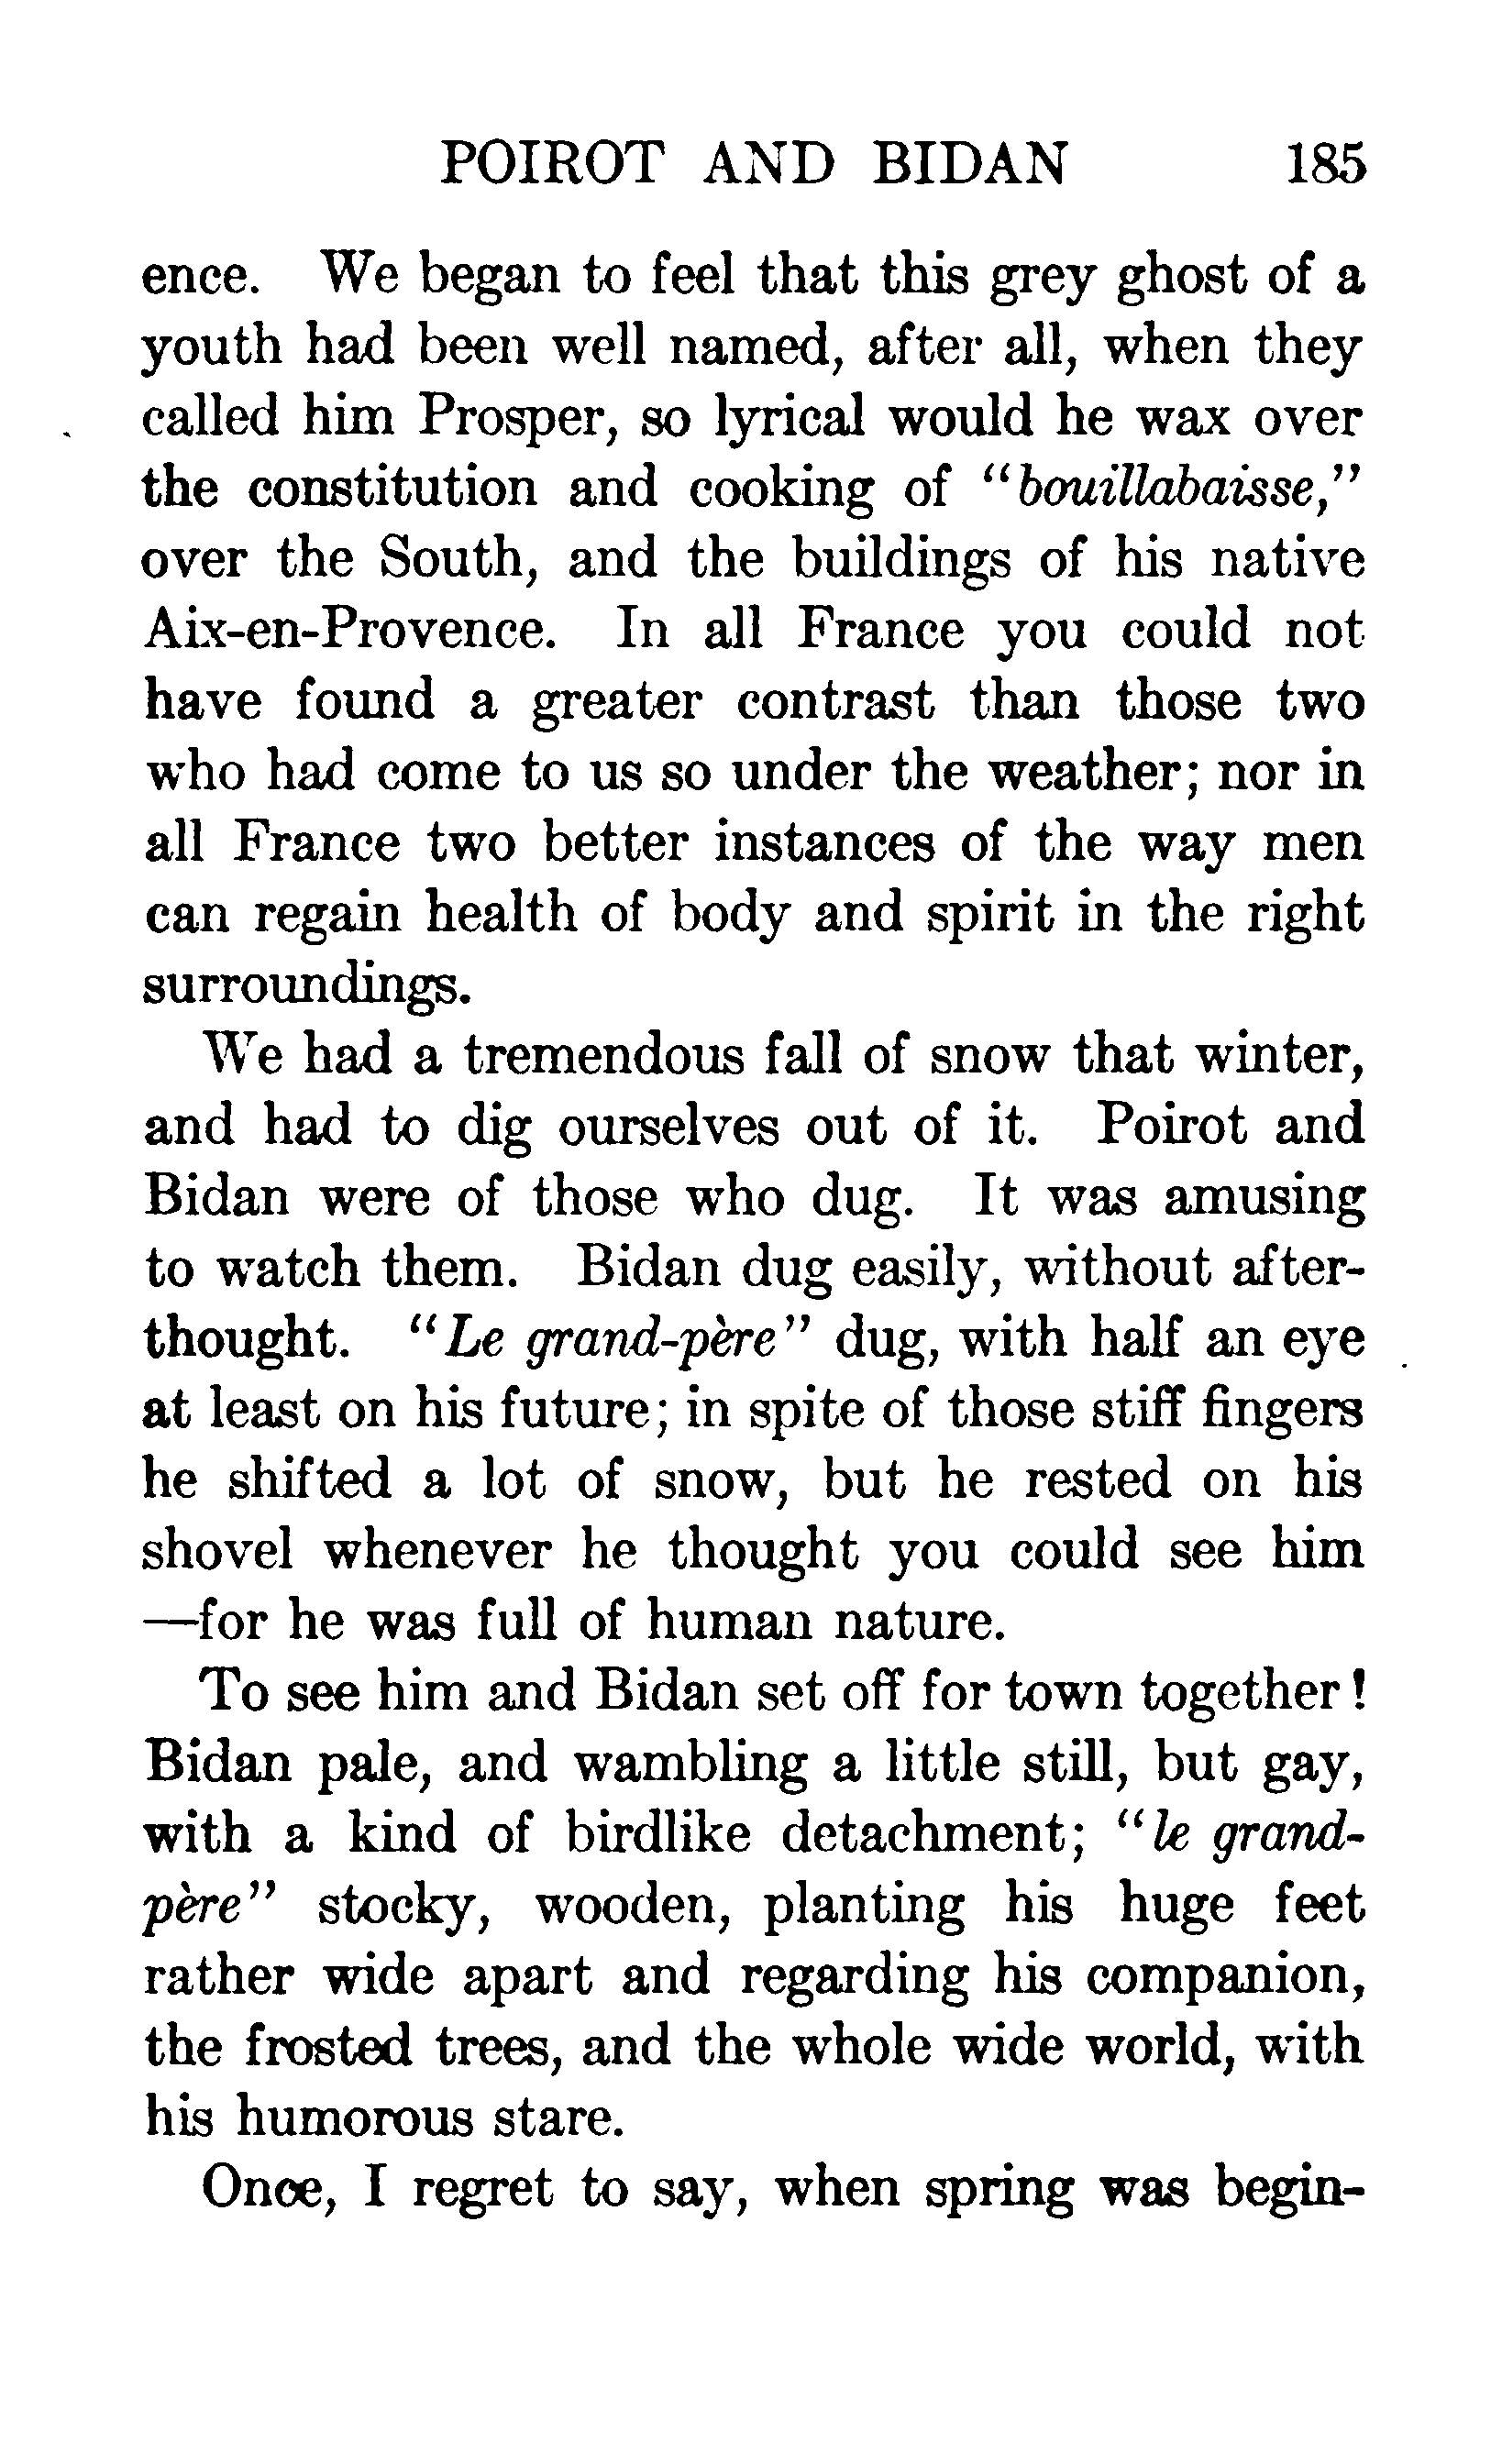 POIROT AND BIDAN 185
ence. We began to feel that this grey ghost of a
youth had been well named, after all, when they
called him Prosper, so lyrical would he wax over
the constitution and cooking of "bouillabaisse,"
over the South, and the buildings of his native
Aix-en-Provence. In all France you could not
have found a greater contrast than those two
who had come to us so under the weather; nor in
all France two better instances of the way men
can regain health of body and spirit in the right
surroundings.
We had a tremendous fall of snow that winter,
and had to dig ourselves out of it. Poirot and
Bidan were of those who dug. It was amusing
to watch them. Bidan dug easily, without after-
thought. "Le grand-père" dug, with half an eye
at least on his future; in spite of those stiff fingers
he shifted a lot of snow, but he rested on his
shovel whenever he thought you could see him
—for he was full of human nature.
To see him and Bidan set off for town together!
Bidan pale, and wambling a little still, but gay,
with a kind of birdlike detachment; "le grand-
père" stocky, wooden, planting his huge feet
rather wide apart and regarding his companion,
the frosted trees, and the whole wide world, with
his humorous stare.
Once, I regret to say, when spring was begin-